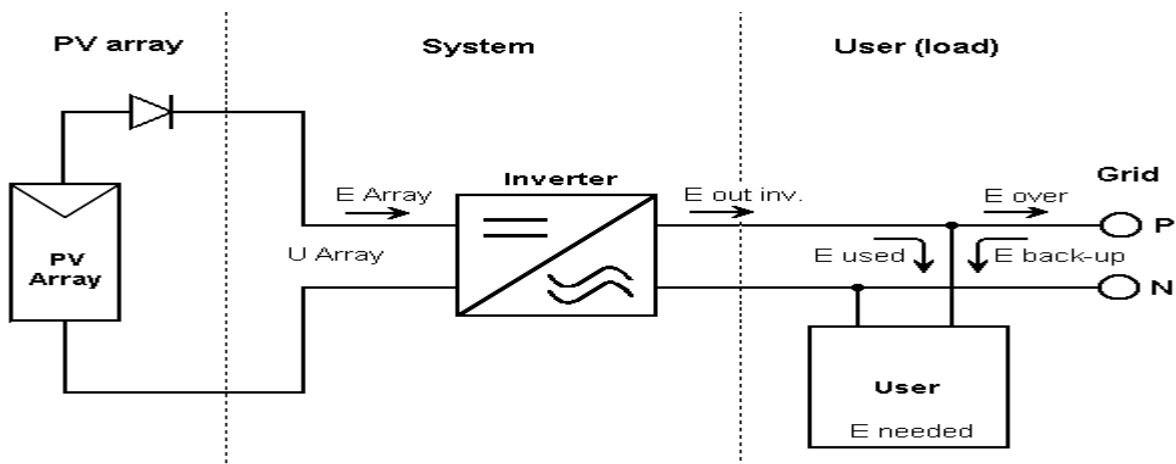 PV array
System
User (load)
E Array
Inverter
E out inv.
E over
Grid
P
U Array
E used
E back-up
PV
Array
N
User
E needed